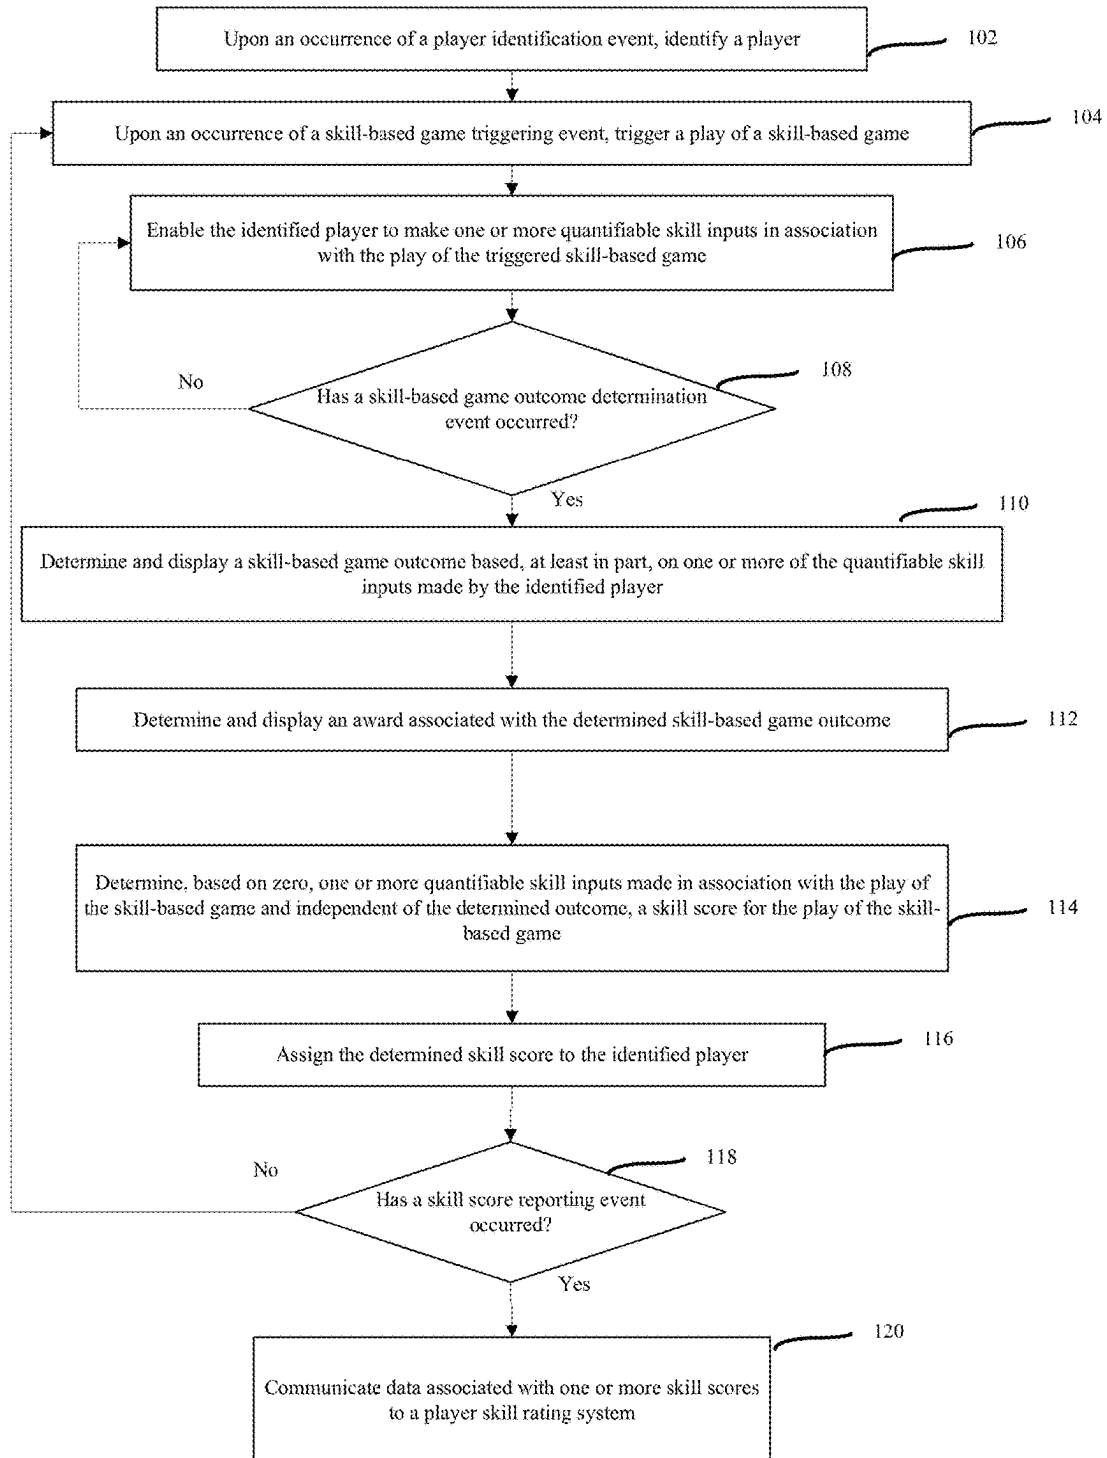 Upon an occurrence of a player identification event, identify a player
102
Upon an occurrence of a skill-based game triggering event, trigger a play of a skill-based game
104
Enable the identified player to make one or more quantifiable skill inputs in association
with the play of the triggered skill-based game
106
Has a skill-based game outcome determination
event occurred?
108
No
Yes
110
Determine and display a skill-based game outcome based, at least in part, on one or more of the quantifiable skill
inputs made by the identified player
Determine and display an award associated with the determined skill-based game outcome
112
Determine, based on zero, one or more quantifiable skill inputs made in association with the play of
the skill-based game and independent of the determined outcome, a skill score for the play of the skill-
based game
114
Assign the determined skill score to the identified player
116
118
No
Has a skill score reporting event
occurred?
Yes
120
Communicate data associated with one or more skill scores
to a player skill rating system